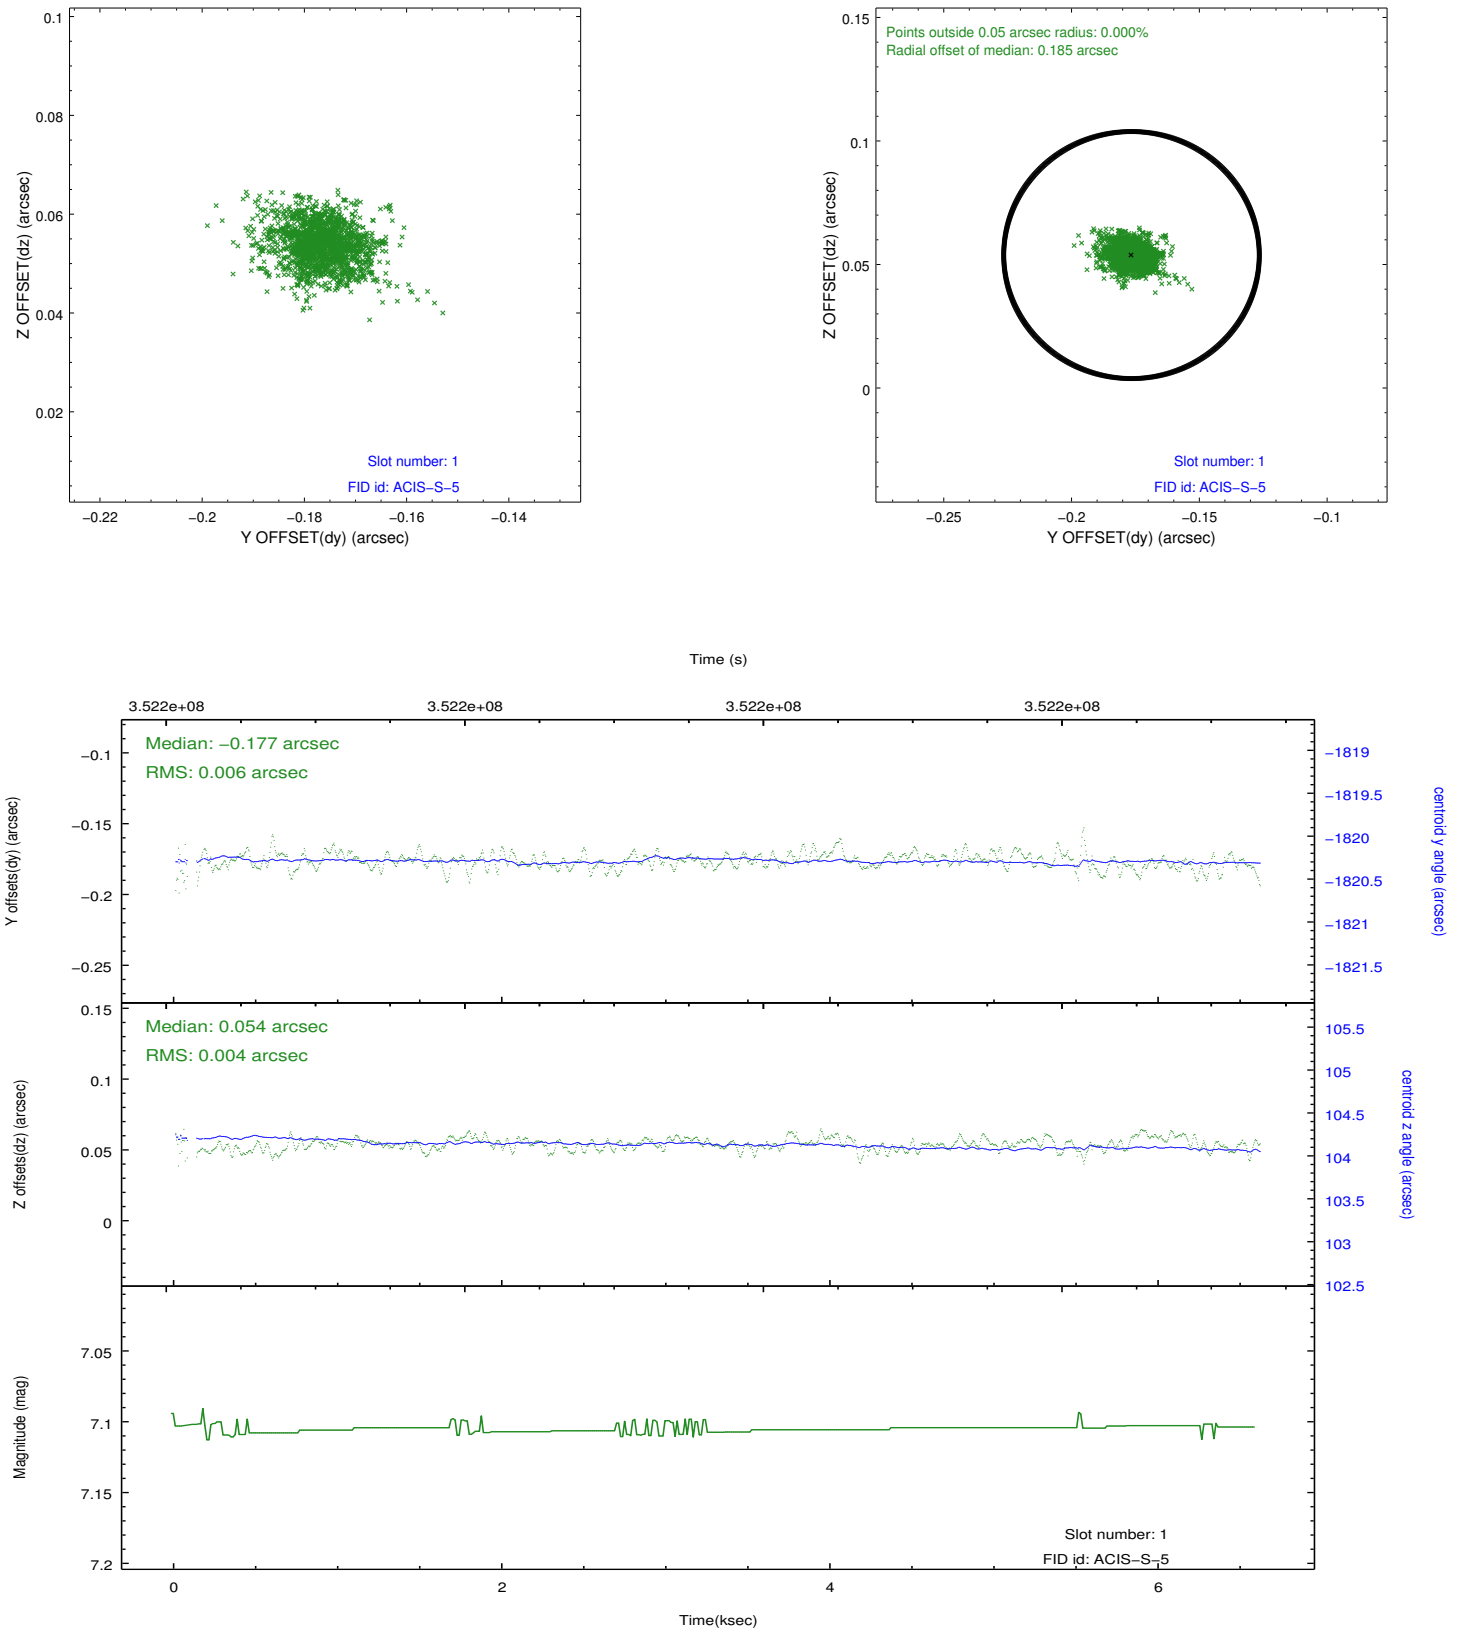 0.1
0.08
0.06
0.04
0.02
Z OFFSET(dz) (arcsec)
Slot number: 1
FID id: ACIS−S−5
−0.22 −0.2 −0.18 −0.16 −0.14
Y OFFSET(dy) (arcsec)
0.15
0.1
0.05
0
Z OFFSET(dz) (arcsec)
Points outside 0.05 arcsec radius: 0.000%
Radial offset of median: 0.185 arcsec
Slot number: 1
FID id: ACIS−S−5
−0.25 −0.2 −0.15 −0.1
Y OFFSET(dy) (arcsec)
Time (s)
3.522e+08 3.522e+08 3.522e+08 3.522e+08
Median: −0.177 arcsec
RMS: 0.006 arcsec
−0.1
−0.15
−0.2
−0.25
Y offsets(dy) (arcsec)
−1819
−1819.5
−1820
−1820.5
−1821
−1821.5
centroid y angle (arcsec)
Median: 0.054 arcsec
RMS: 0.004 arcsec
0.15
0.1
0.05
0
Z offsets(dz) (arcsec)
105.5
105
104.5
104
103.5
103
102.5
centroid z angle (arcsec)
7.05
7.1
7.15
7.2
Magnitude (mag)
Slot number: 1
FID id: ACIS−S−5
0 2 4 6
Time(ksec)